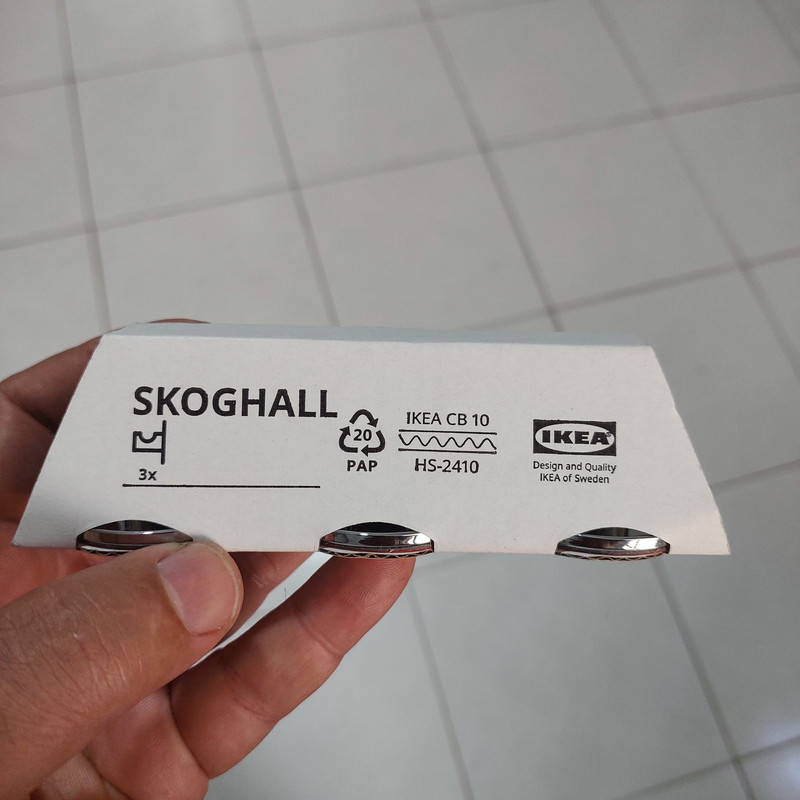 SKOGHALL
3x
20
PAP
IKEA CB 10
HS-2410
IKEA®
Design and Quality
IKEA of Sweden